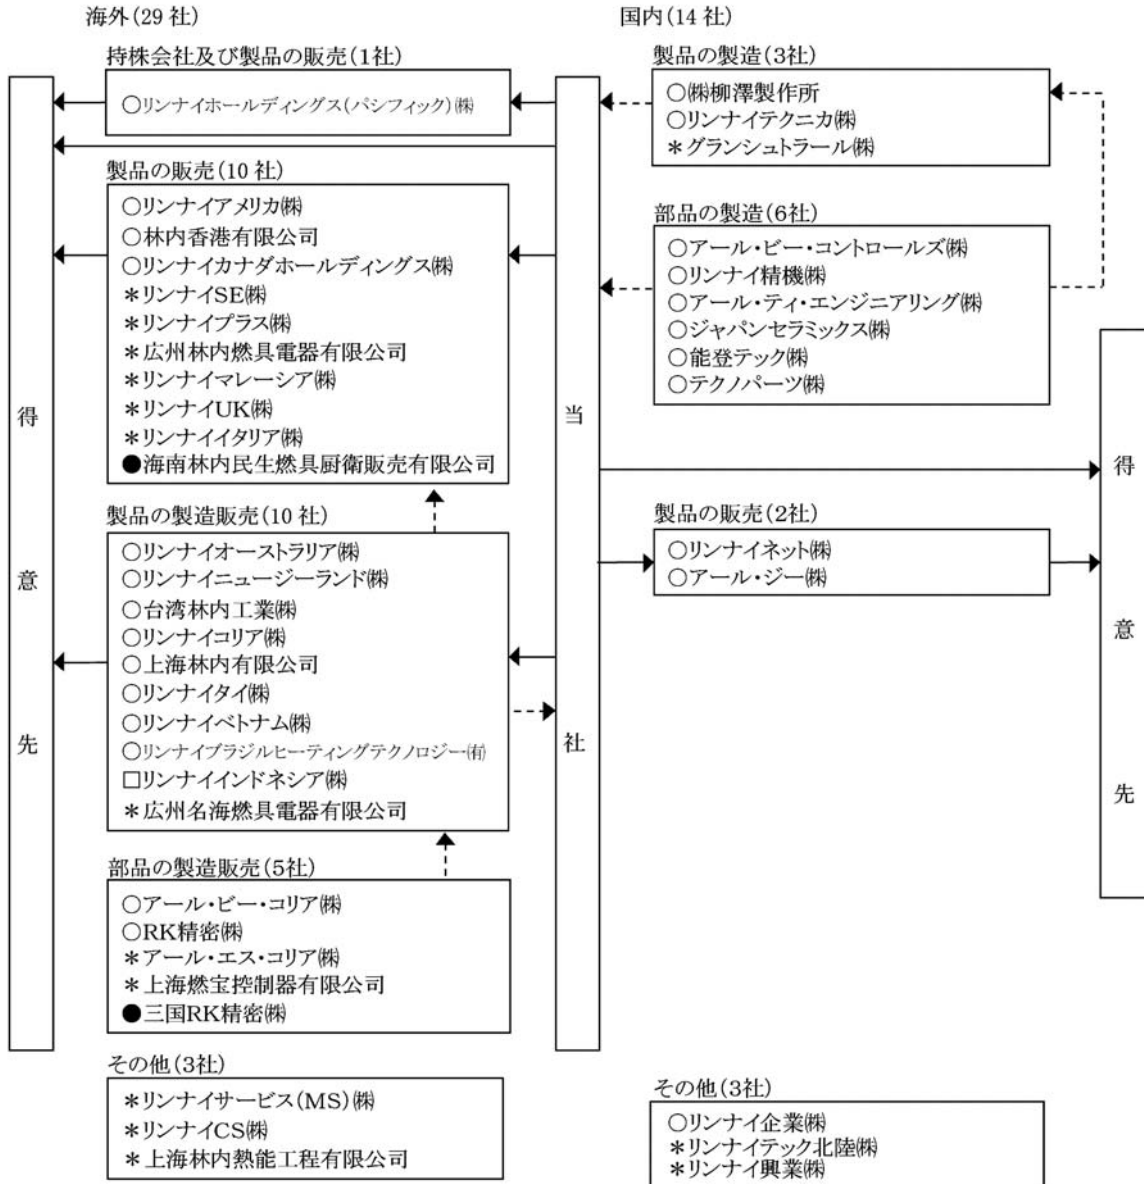 海外(29社)
持株会社及び製品の販売(1社)
○リンナイホールディングス(パシフィック)㈱
製品の販売(10社)
○リンナイアメリカ㈱
○林内香港有限公司
○リンナイカナダホールディングス㈱
＊リンナイSE㈱
＊リンナイプラス㈱
＊広州林内燃具電器有限公司
＊リンナイマレーシア㈱
＊リンナイUK㈱
＊リンナイイタリア㈱
●海南林内民生燃具厨衛販売有限公司
製品の製造販売(10社)
○リンナイオーストラリア㈱
○リンナイニュージーランド㈱
○台湾林内工業㈱
○リンナイコリア㈱
○上海林内有限公司
○リンナイタイ㈱
○リンナイベトナム㈱
○リンナイブラジルヒーティングテクノロジー㈲
□リンナイインドネシア㈱
＊広州名海燃具電器有限公司
部品の製造販売(5社)
○アール・ビー・コリア㈱
○RK精密㈱
＊アール・エス・コリア㈱
＊上海燃宝控制器有限公司
●三国RK精密㈱
その他(3社)
＊リンナイサービス(MS)㈱
＊リンナイCS㈱
＊上海林内熱能工程有限公司
得意先
当社
国内(14社)
製品の製造(3社)
○㈱柳澤製作所
○リンナイテクニカ㈱
＊グランシュトラール㈱
部品の製造(6社)
○アール・ビー・コントロールズ㈱
○リンナイ精機㈱
○アール・ティ・エンジニアリング㈱
○ジャパンセラミックス㈱
○能登テック㈱
○テクノパーツ㈱
製品の販売(2社)
○リンナイネット㈱
○アール・ジー㈱
その他(3社)
○リンナイ企業㈱
＊リンナイテック北陸㈱
＊リンナイ興業㈱
得意先